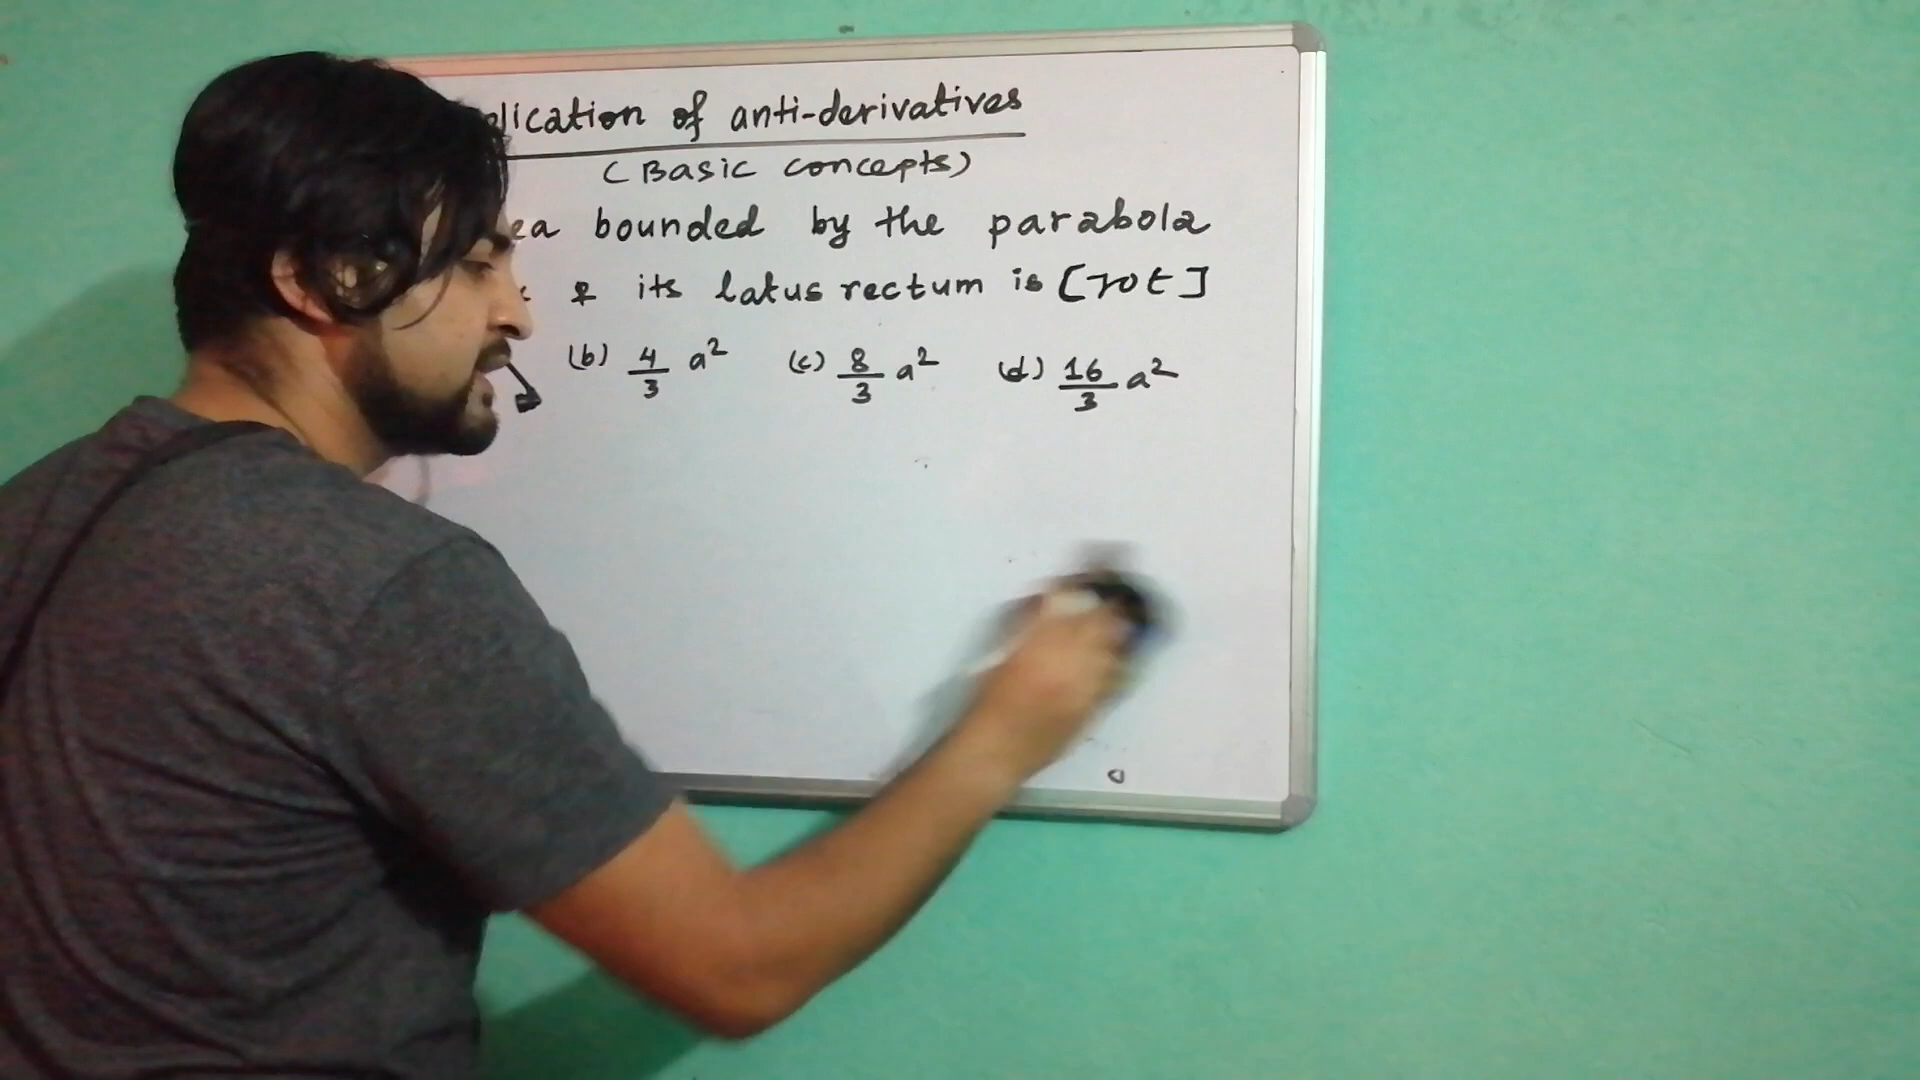 plication of anti-derivatives
(Basic concepts)
ea bounded by the parabola
& its latus rectum is [IOE]
(b) 4/3 a² (c) 8/3 a² (d) 16/3 a²